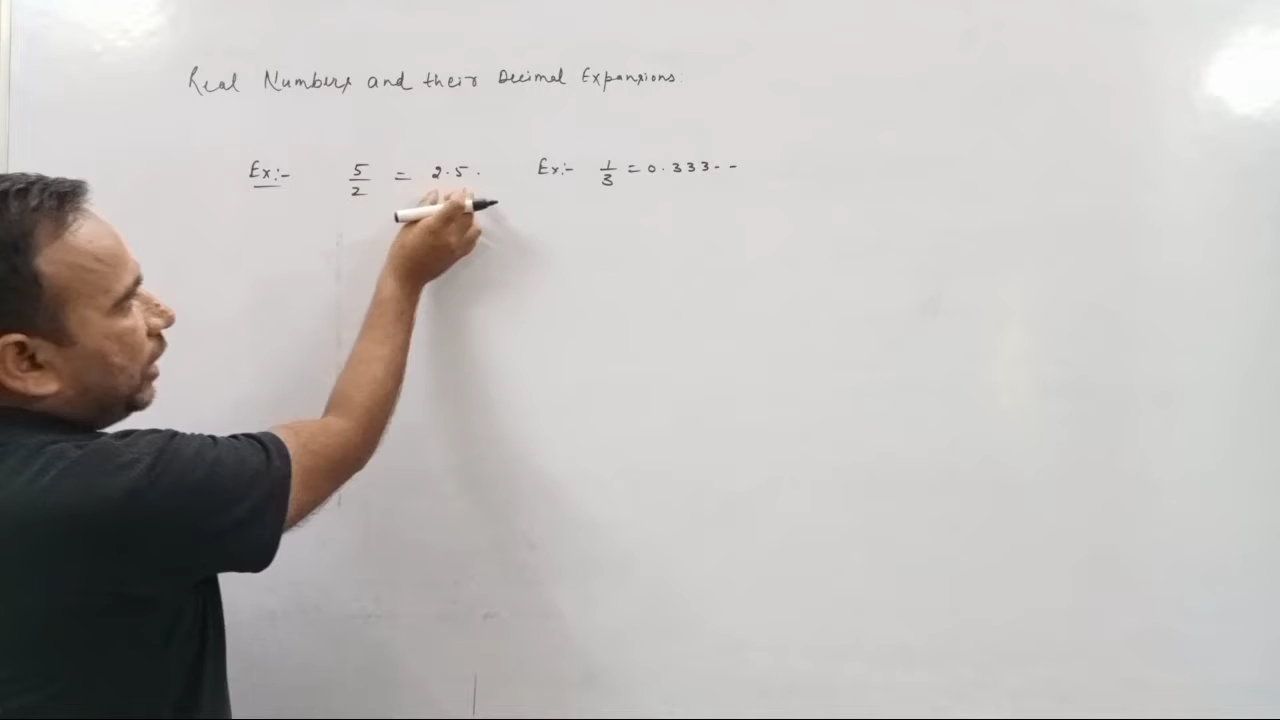 Real Numbers and their Decimal Expansions.
Ex:- 5/2 = 2.5. Ex:- 1/3 = 0.333--